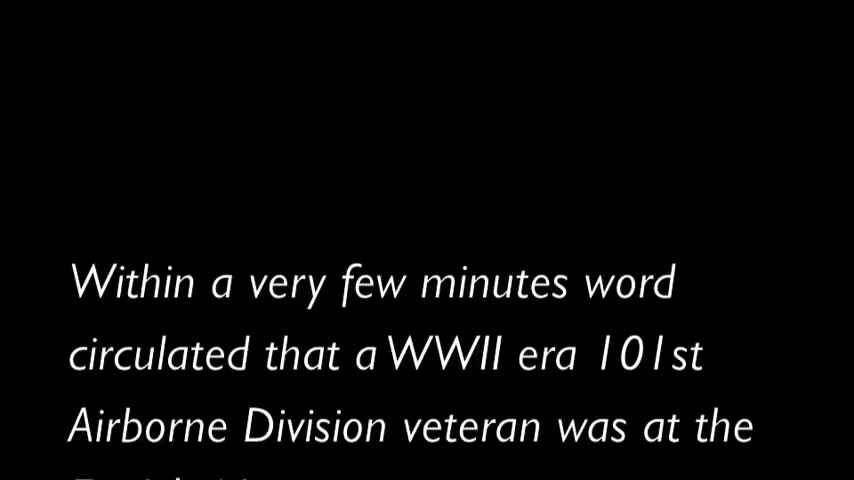 Within a very few minutes word
circulated that a WWII era 101st
Airborne Division veteran was at the